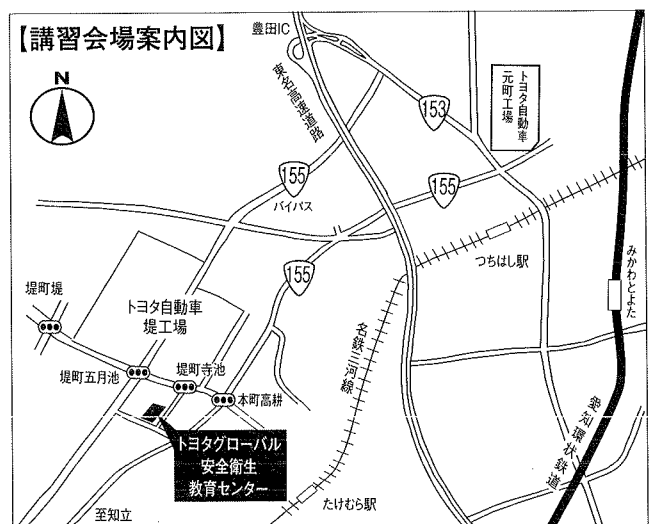 【講習会場案内図】
豊田IC
N
東名高速道路
153
トヨタ自動車
元町工場
155
バイパス
155
155
つちはし駅
みかわとよた
堤町堤
トヨタ自動車
堤工場
名鉄三河線
堤町五月池
堤町寺池
本町高耕
愛知環状鉄道
トヨタグローバル
安全衛生
教育センター
たけむら駅
至知立